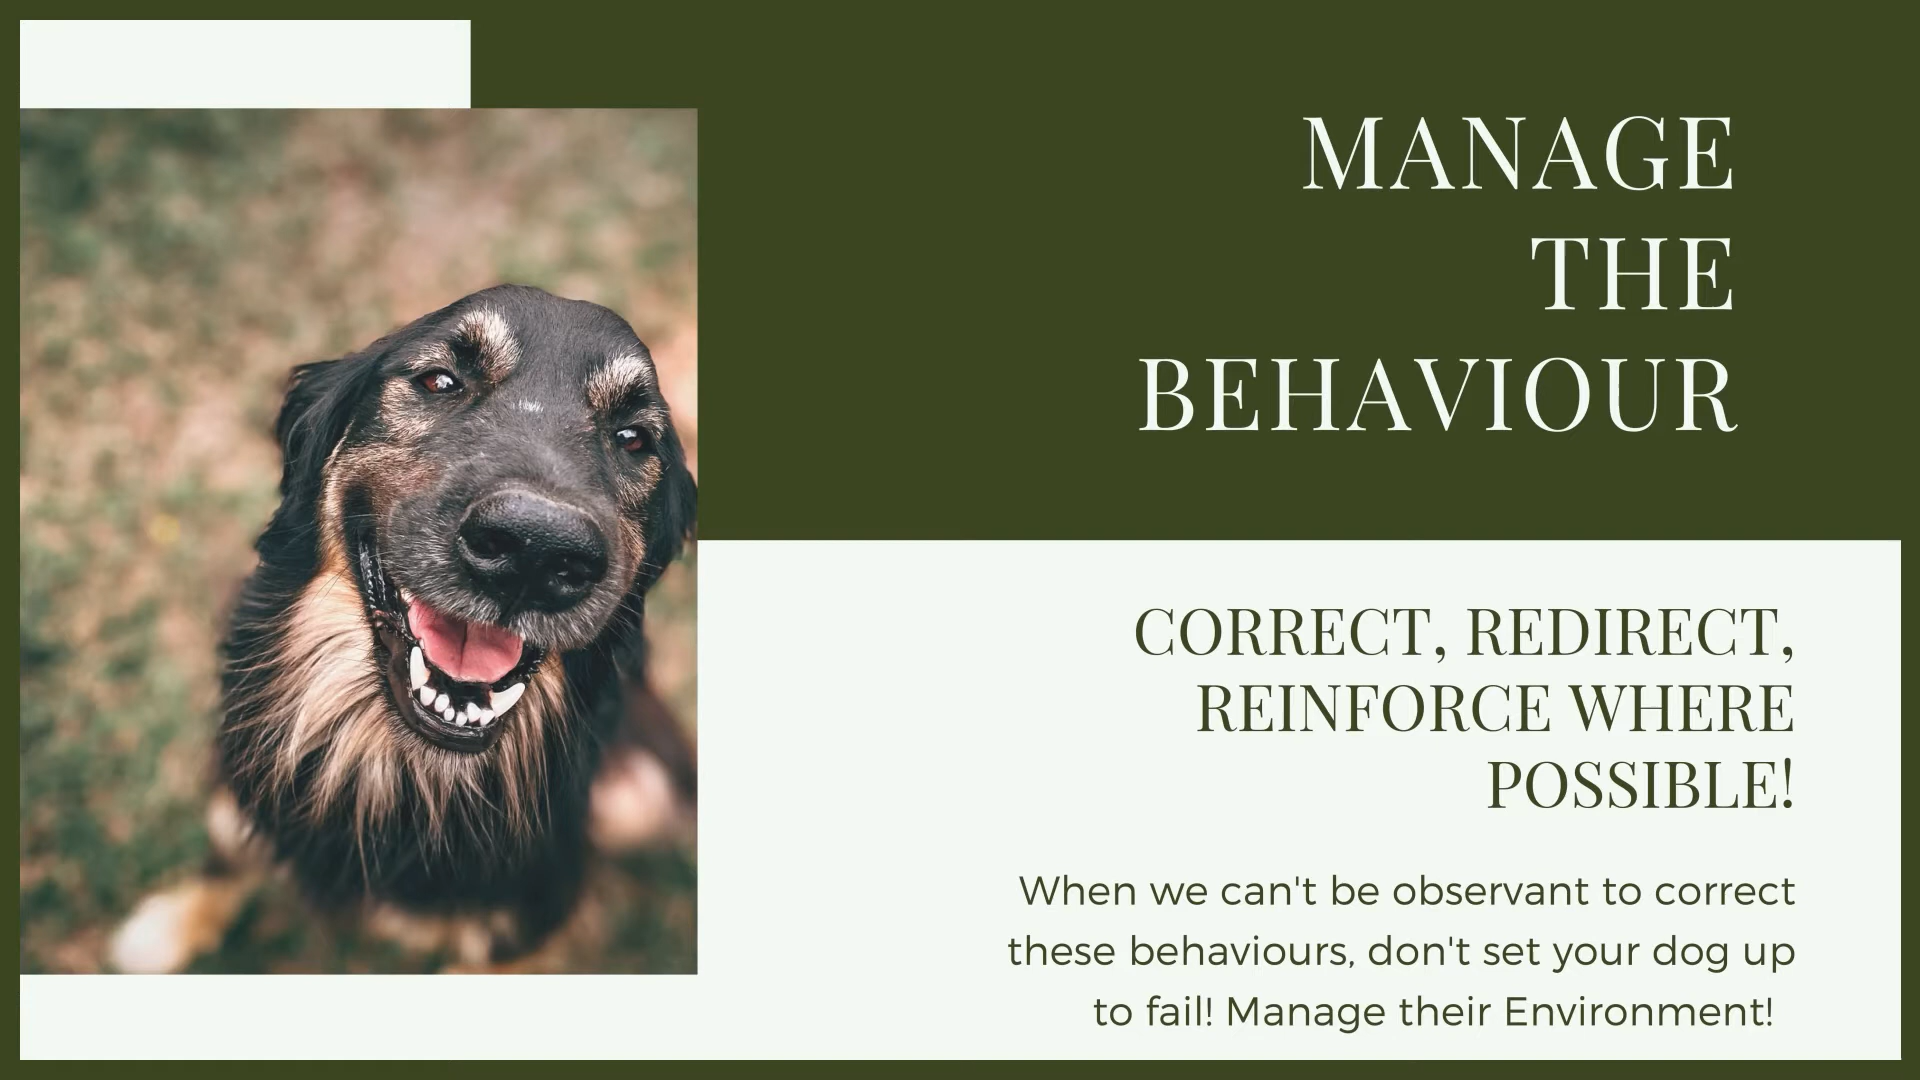 MANAGE
THE
BEHAVIOUR
CORRECT, REDIRECT,
REINFORCE WHERE
POSSIBLE!
When we can't be observant to correct
these behaviours, don't set your dog up
to fail! Manage their Environment!